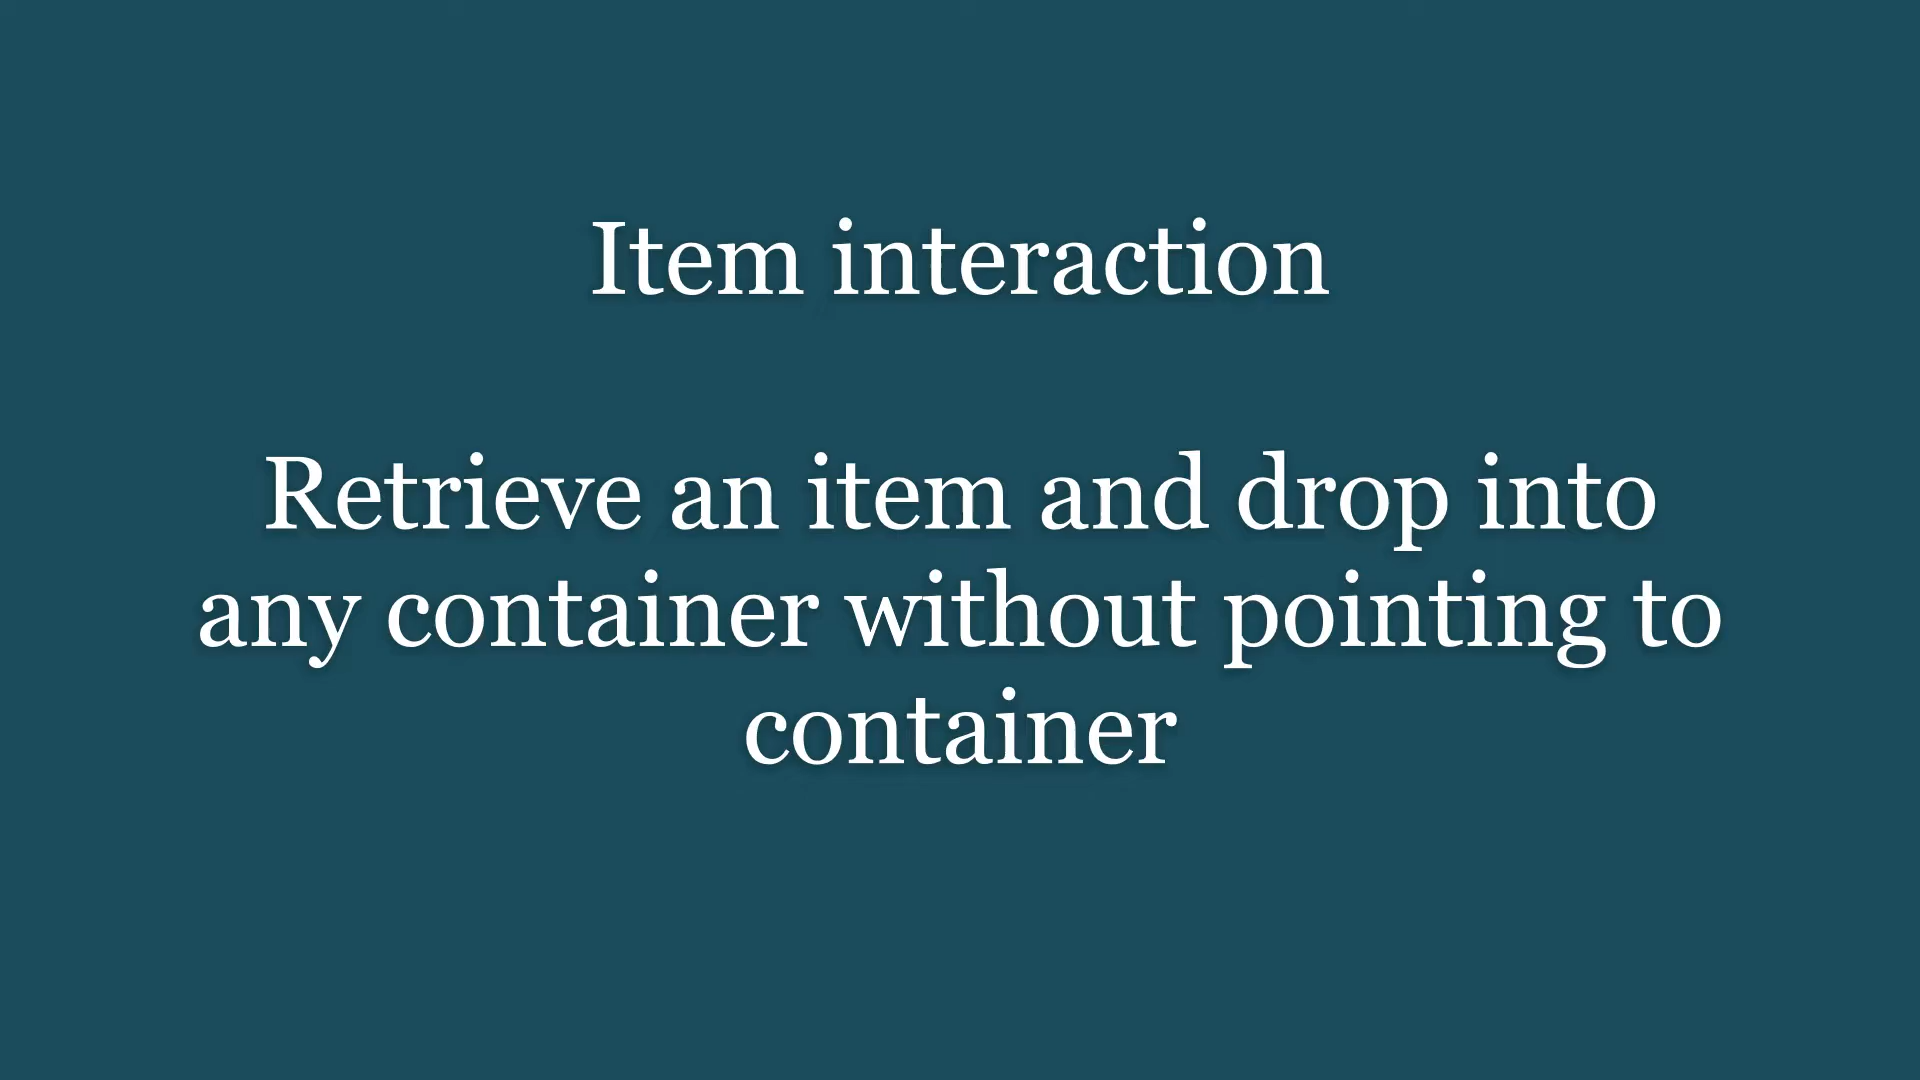 Item interaction
Retrieve an item and drop into
any container without pointing to
container